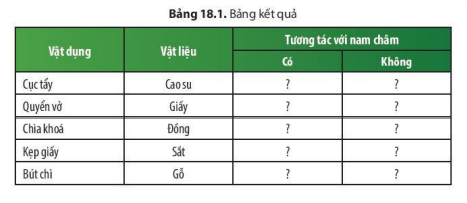 Bảng 18.1. Bảng kết quả
Vật dụng Vật liệu Tương tác với nam châm
Có Không
Cục tẩy Cao su ? ?
Quyển vở Giấy ? ?
Chìa khoá Đồng ? ?
Kẹp giấy Sắt ? ?
Bút chì Gỗ ? ?